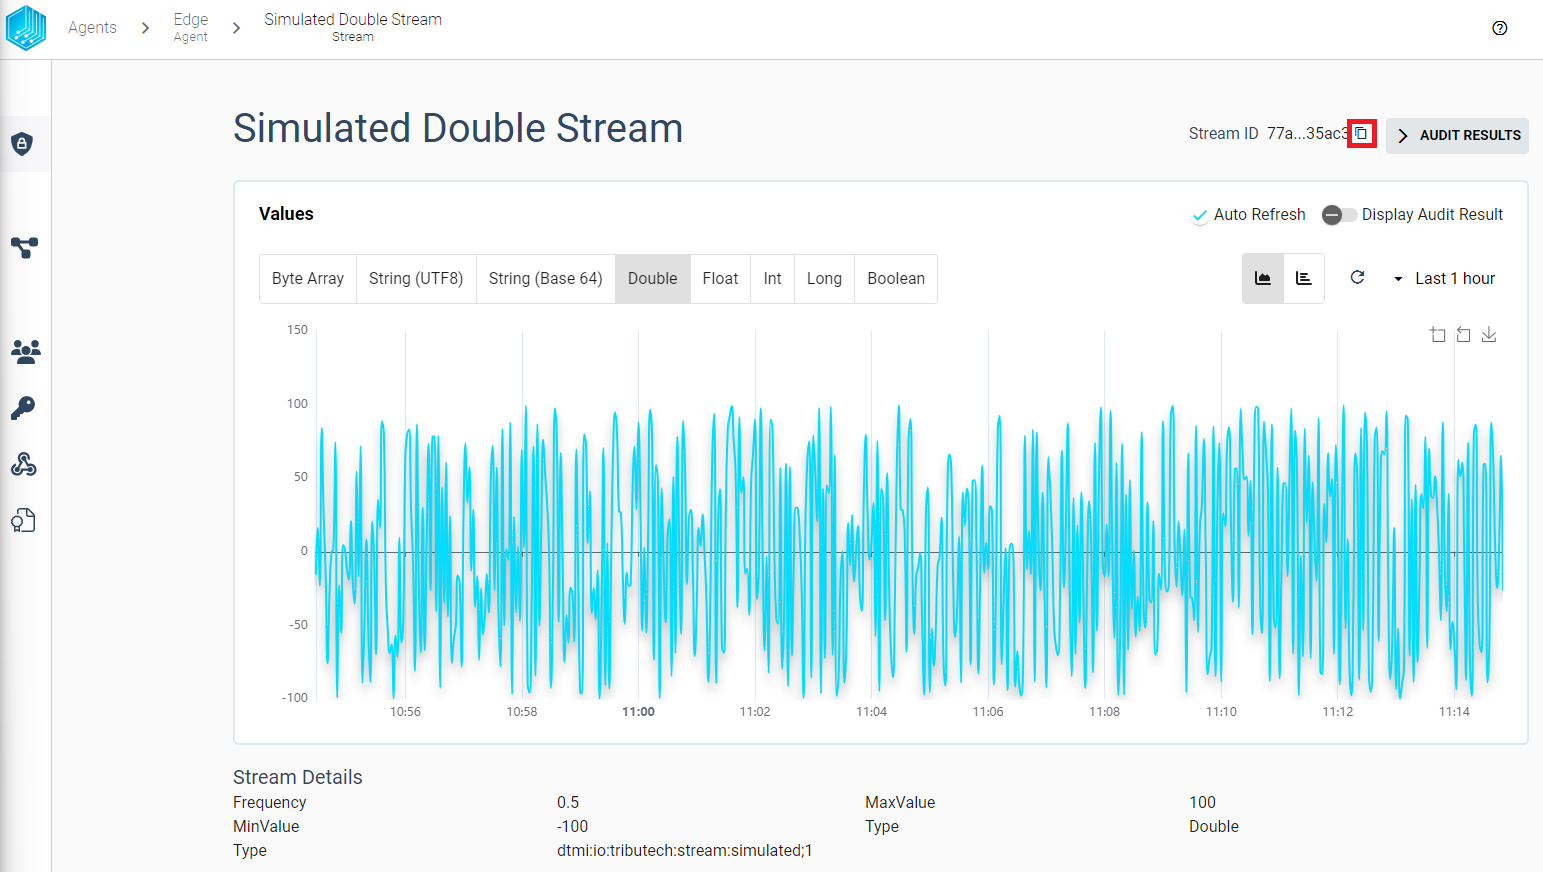 Agents
Edge
Agent
Simulated Double Stream
Stream
Simulated Double Stream
Stream ID 77a...35ac3
AUDIT RESULTS
Values
Auto Refresh
Display Audit Result
Byte Array String (UTF8) String (Base 64) Double Float Int Long Boolean
Last 1 hour
150
100
50
0
-50
-100
10:56 10:58 11:00 11:02 11:04 11:06 11:08 11:10 11:12 11:14
Stream Details
Frequency 0.5 MaxValue 100
MinValue -100 Type Double
Type dtmi:io:tributech:stream:simulated;1